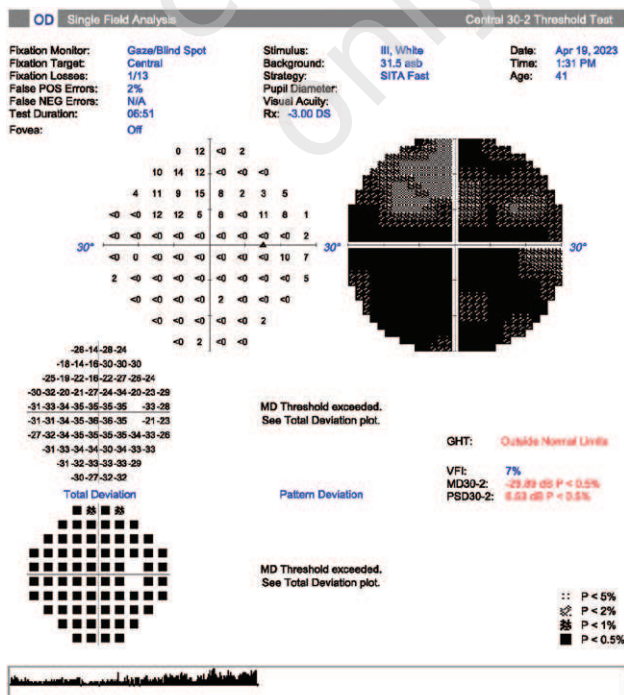 OD Single Field Analysis Central 30-2 Threshold Test
Fixation Monitor: Gaze/Blind Spot Stimulus: III, White Date: Apr 19, 2023
Fixation Target: Central Background: 31.5 asb Time: 1:31 PM
Fixation Losses: 1/13 Strategy: SITA Fast Age: 41
False POS Errors: 2% Pupil Diameter:
False NEG Errors: N/A Visual Acuity:
Test Duration: 06:51 Rx: -3.00 DS
Fovea: Off
0 12 <0 2
10 14 12 <0 <0 <0
4 11 9 15 8 2 3 5
<0 <0 12 12 5 6 <0 11 6 1
<0 <0 <0 <0 <0 <0 <0 <0 <0 2
30° 30° 30°
<0 0 <0 <0 <0 <0 <0 <0 10 7
2 <0 <0 <0 <0 <0 <0 <0 <0 5
<0 <0 <0 <0 2 <0 <0 <0
<0 <0 <0 <0 <0 2
<0 2 <0 <0
-26 -14 -28 -24
-18 -14 -16 -30 -30 -30
-25 -19 -22 -16 -22 -27 -26 -24
-30 -32 -20 -21 -27 -24 -34 -20 -23 -29
-31 -33 -34 -35 -35 -35 -35 -33 -28
-31 -31 -34 -35 -36 -36 -35 -21 -23
-27 -32 -34 -35 -35 -35 -35 -34 -33 -26
-31 -33 -34 -34 -30 -34 -33 -33
-31 -32 -33 -33 -33 -29
-30 -27 -32 -32
MD Threshold exceeded.
See Total Deviation plot.
GHT: Outside Normal Limits
VFI: 7%
MD30-2: -29.89 dB P < 0.5%
PSD30-2: dB P < 0.5%
Total Deviation Pattern Deviation
MD Threshold exceeded.
See Total Deviation plot.
P < 5%
P < 2%
P < 1%
P < 0.5%